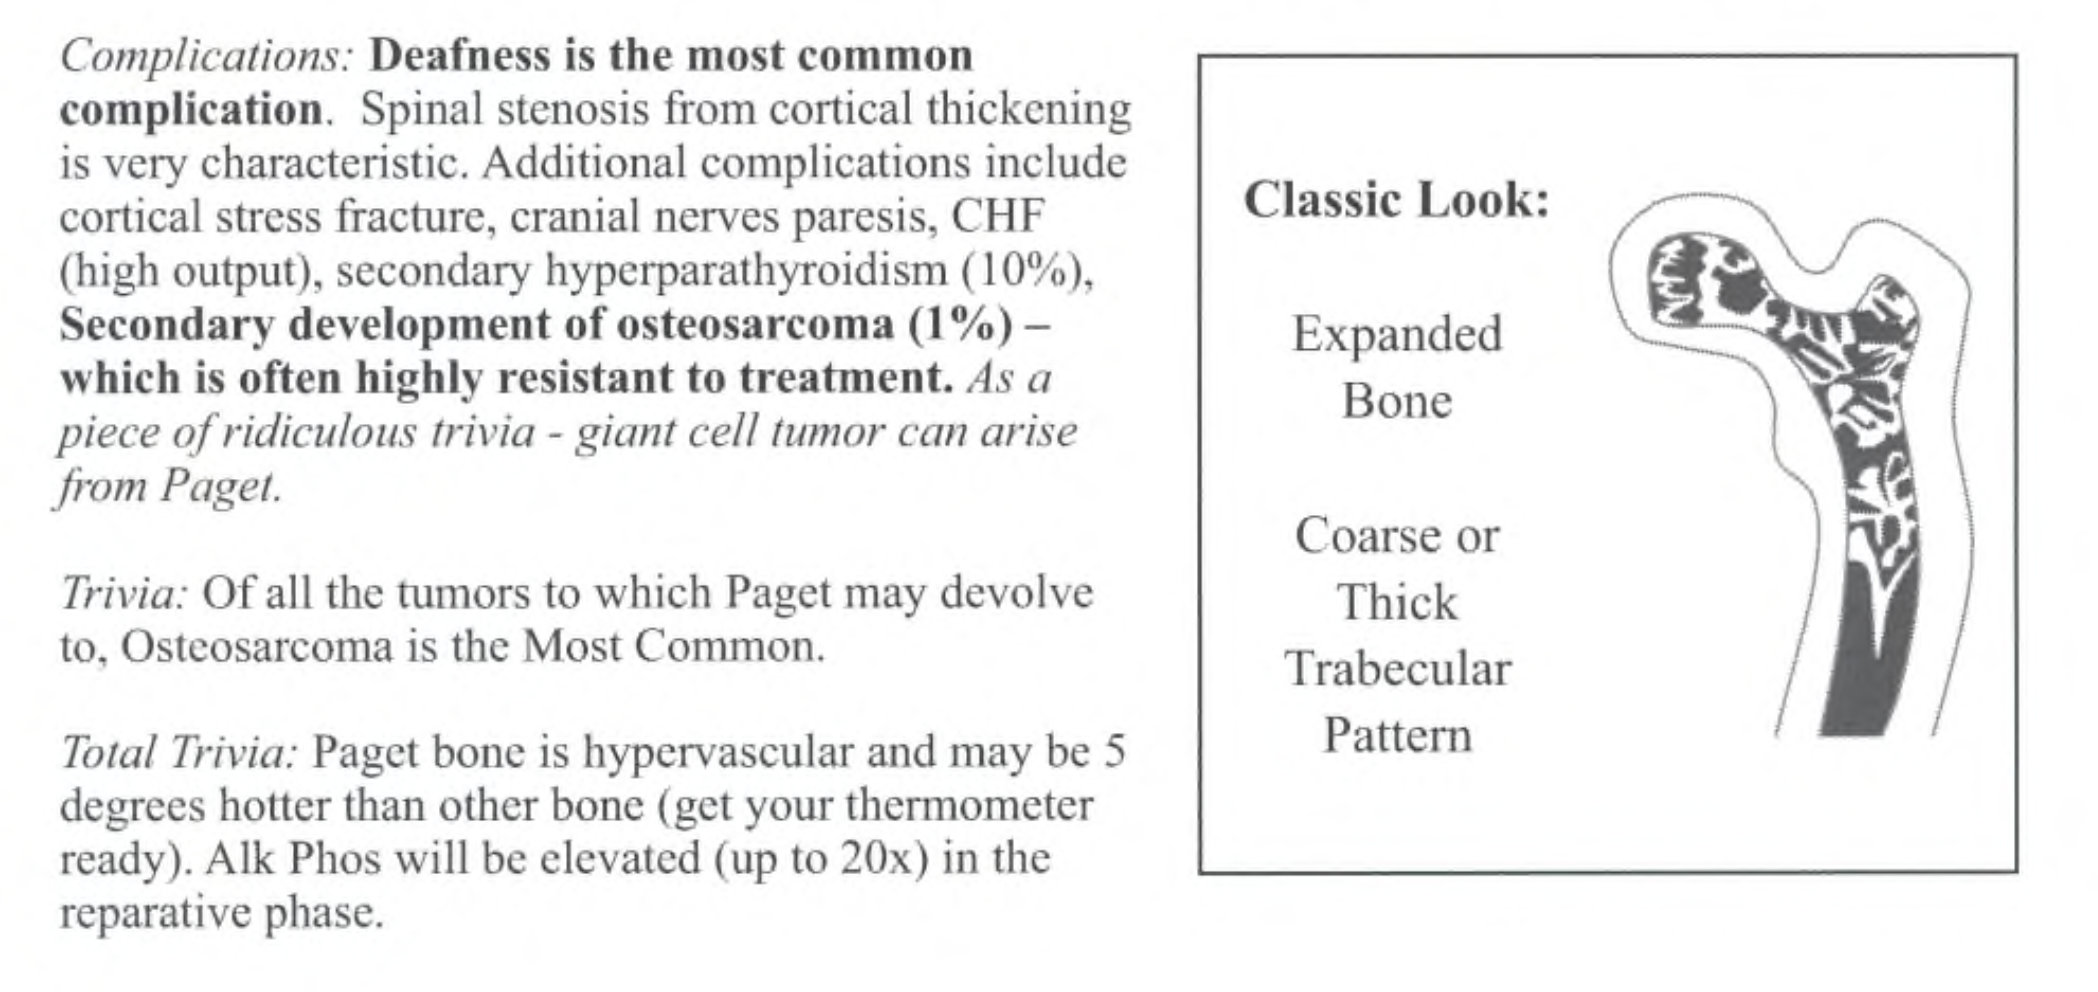 Complications: Deafness is the most common
complication. Spinal stenosis from cortical thickening
is very characteristic. Additional complications include
cortical stress fracture, cranial nerves paresis, CHF
(high output), secondary hyperparathyroidism (10%),
Secondary development of osteosarcoma (1%) –
which is often highly resistant to treatment. As a
piece of ridiculous trivia - giant cell tumor can arise
from Paget.
Trivia: Of all the tumors to which Paget may devolve
to, Osteosarcoma is the Most Common.
Total Trivia: Paget bone is hypervascular and may be 5
degrees hotter than other bone (get your thermometer
ready). Alk Phos will be elevated (up to 20x) in the
reparative phase.
Classic Look:
Expanded
Bone
Coarse or
Thick
Trabecular
Pattern